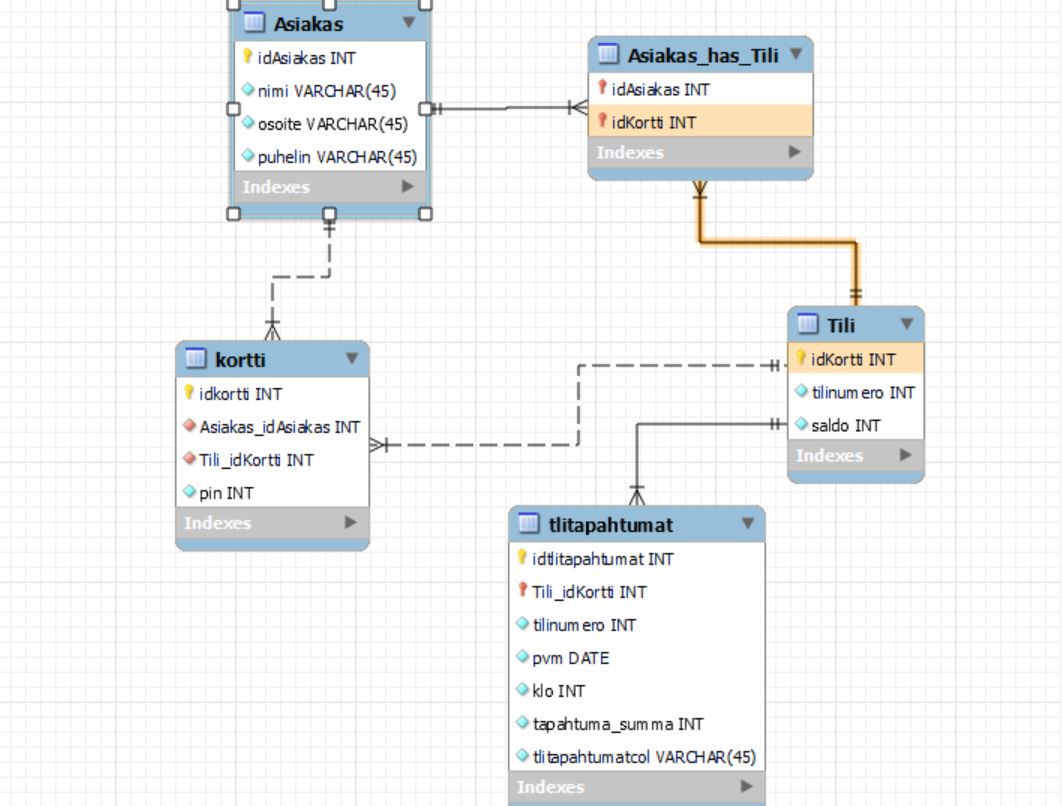 Asiakas
idAsiakas INT
nimi VARCHAR(45)
osoite VARCHAR(45)
puhelin VARCHAR(45)
Indexes
Asiakas_has_Tili
idAsiakas INT
idKortti INT
Indexes
kortti
idkortti INT
Asiakas_idAsiakas INT
Tili_idKortti INT
pin INT
Indexes
Tili
idKortti INT
tilinumero INT
saldo INT
Indexes
tlitapahtumat
idtlitapahtumat INT
Tili_idKortti INT
tilinumero INT
pvm DATE
klo INT
tapahtuma_summa INT
tlitapahtumatcol VARCHAR(45)
Indexes